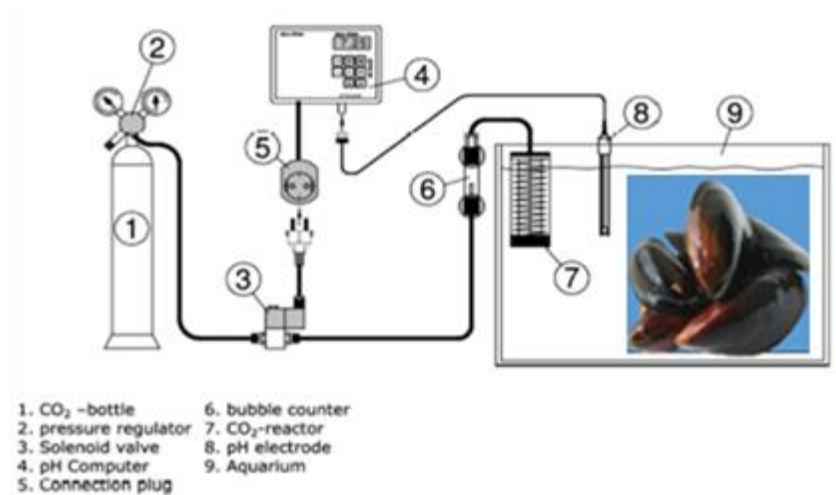 2
4
5
8
9
6
1
3
7
1. CO₂ –bottle
2. pressure regulator
3. Solenoid valve
4. pH Computer
5. Connection plug
6. bubble counter
7. CO₂-reactor
8. pH electrode
9. Aquarium